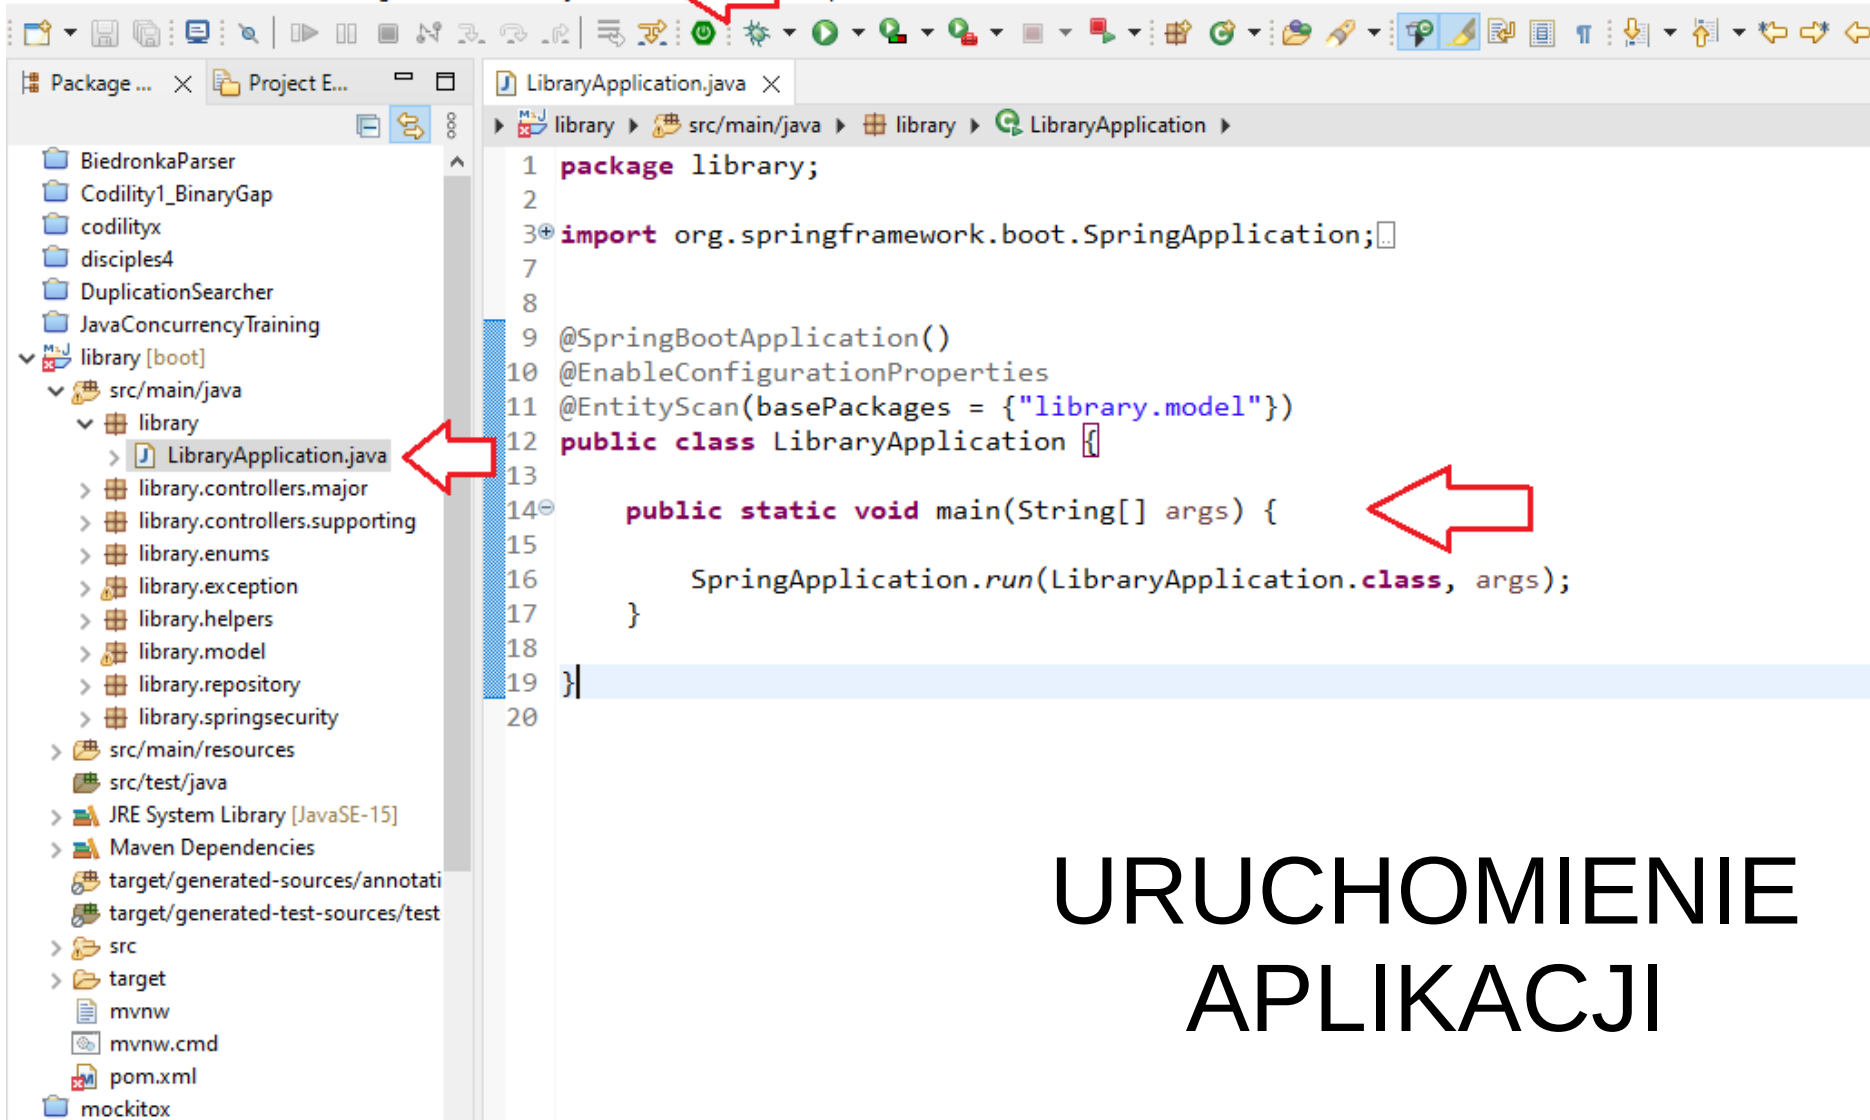 Package ...
Project E...
LibraryApplication.java
library
src/main/java
library
LibraryApplication
BiedronkaParser
Codility1_BinaryGap
codilityx
disciples4
DuplicationSearcher
JavaConcurrencyTraining
library [boot]
src/main/java
library
LibraryApplication.java
library.controllers.major
library.controllers.supporting
library.enums
library.exception
library.helpers
library.model
library.repository
library.springsecurity
src/main/resources
src/test/java
JRE System Library [JavaSE-15]
Maven Dependencies
target/generated-sources/annotati
target/generated-test-sources/test
src
target
mvnw
mvnw.cmd
pom.xml
mockitox
1 package library;
2
3 import org.springframework.boot.SpringApplication;
7
8
9 @SpringBootApplication()
10 @EnableConfigurationProperties
11 @EntityScan(basePackages = {"library.model"})
12 public class LibraryApplication {
13
14 public static void main(String[] args) {
15
16 SpringApplication.run(LibraryApplication.class, args);
17 }
18
19 }
20
URUCHOMIENIE
APLIKACJI